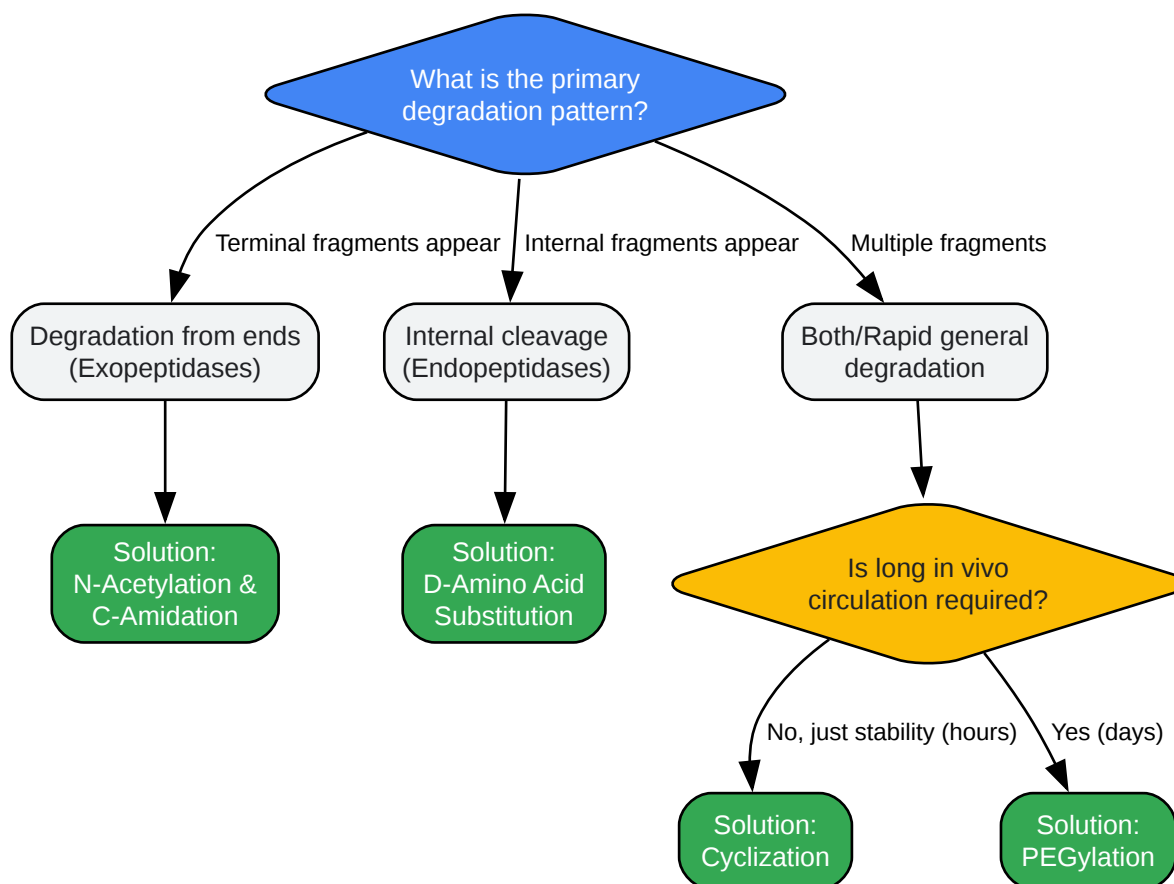 What is the primary
degradation pattern?
Terminal fragments appear
Internal fragments appear
Multiple fragments
Degradation from ends
(Exopeptidases)
Internal cleavage
(Endopeptidases)
Both/Rapid general
degradation
Solution:
N-Acetylation &
C-Amidation
Solution:
D-Amino Acid
Substitution
Is long in vivo
circulation required?
No, just stability (hours)
Yes (days)
Solution:
Cyclization
Solution:
PEGylation